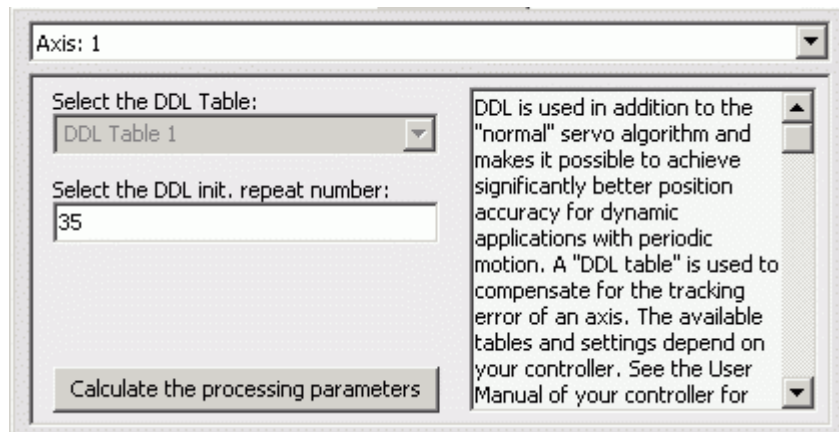 Axis: 1
Select the DDL Table:
DDL Table 1
Select the DDL init. repeat number:
35
Calculate the processing parameters
DDL is used in addition to the
"normal" servo algorithm and
makes it possible to achieve
significantly better position
accuracy for dynamic
applications with periodic
motion. A "DDL table" is used to
compensate for the tracking
error of an axis. The available
tables and settings depend on
your controller. See the User
Manual of your controller for